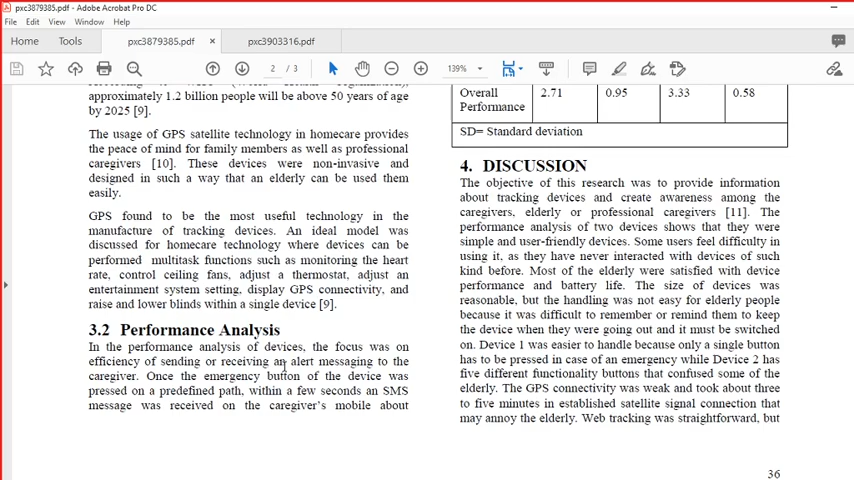 pxc3879385.pdf - Adobe Acrobat Pro DC
File Edit View Window Help
Home Tools pxc3879385.pdf × pxc3903316.pdf
2 / 3 139%
approximately 1.2 billion people will be above 50 years of age
by 2025 [9].
The usage of GPS satellite technology in homecare provides
the peace of mind for family members as well as professional
caregivers [10]. These devices were non-invasive and
designed in such a way that an elderly can be used them
easily.
GPS found to be the most useful technology in the
manufacture of tracking devices. An ideal model was
discussed for homecare technology where devices can be
performed multitask functions such as monitoring the heart
rate, control ceiling fans, adjust a thermostat, adjust an
entertainment system setting, display GPS connectivity, and
raise and lower blinds within a single device [9].
3.2 Performance Analysis
In the performance analysis of devices, the focus was on
efficiency of sending or receiving an alert messaging to the
caregiver. Once the emergency button of the device was
pressed on a predefined path, within a few seconds an SMS
message was received on the caregiver's mobile about
Overall 2.71 0.95 3.33 0.58
Performance
SD= Standard deviation
4. DISCUSSION
The objective of this research was to provide information
about tracking devices and create awareness among the
caregivers, elderly or professional caregivers [11]. The
performance analysis of two devices shows that they were
simple and user-friendly devices. Some users feel difficulty in
using it, as they have never interacted with devices of such
kind before. Most of the elderly were satisfied with device
performance and battery life. The size of devices was
reasonable, but the handling was not easy for elderly people
because it was difficult to remember or remind them to keep
the device when they were going out and it must be switched
on. Device 1 was easier to handle because only a single button
has to be pressed in case of an emergency while Device 2 has
five different functionality buttons that confused some of the
elderly. The GPS connectivity was weak and took about three
to five minutes in established satellite signal connection that
may annoy the elderly. Web tracking was straightforward, but
36